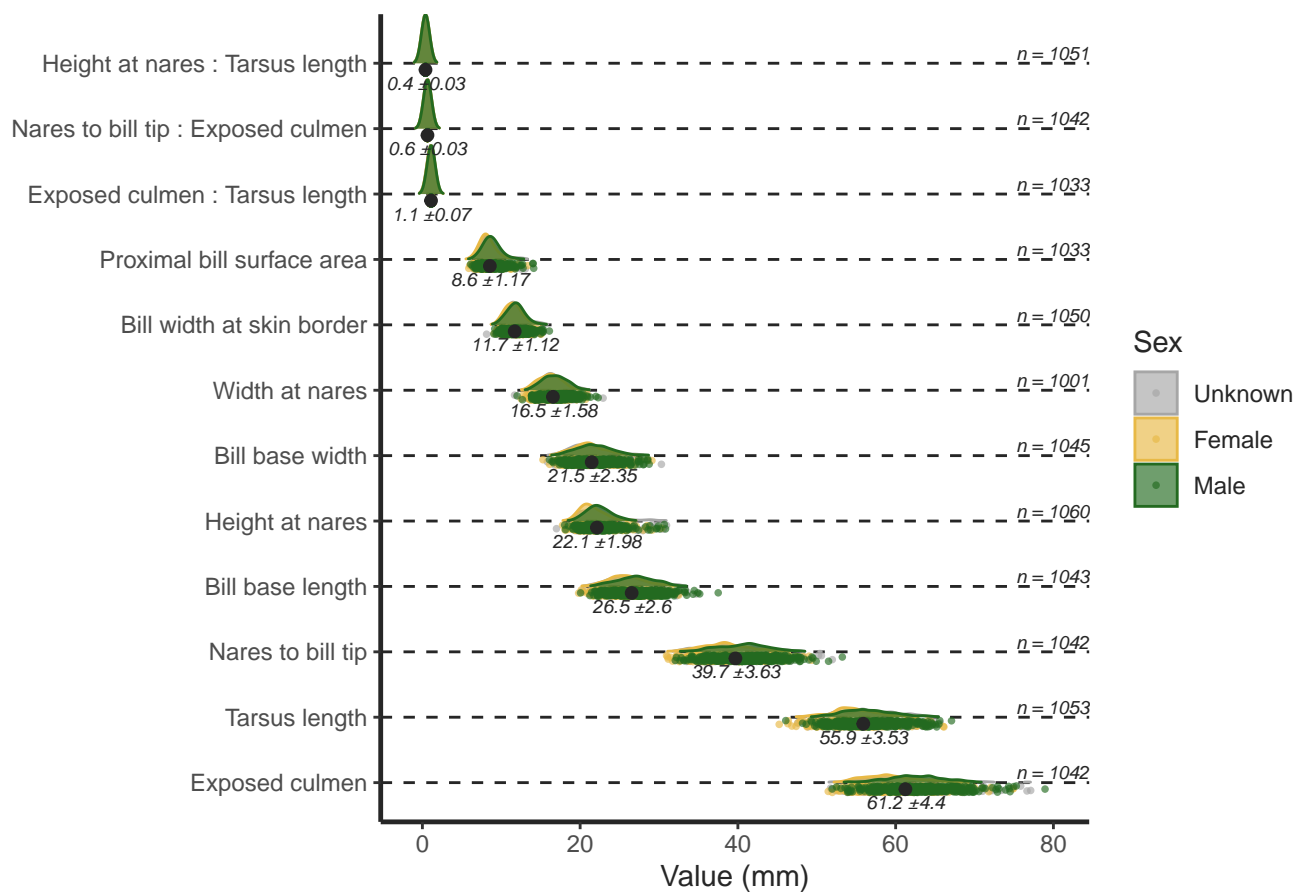 Height at nares : Tarsus length
n = 1051
0.4 ±0.03
Nares to bill tip : Exposed culmen
n = 1042
0.6 ±0.03
Exposed culmen : Tarsus length
n = 1033
1.1 ±0.07
Proximal bill surface area
n = 1033
8.6 ±1.17
Bill width at skin border
n = 1050
11.7 ±1.12
Width at nares
n = 1001
16.5 ±1.58
Bill base width
n = 1045
21.5 ±2.35
Height at nares
n = 1060
22.1 ±1.98
Bill base length
n = 1043
26.5 ±2.6
Nares to bill tip
n = 1042
39.7 ±3.63
Tarsus length
n = 1053
55.9 ±3.53
Exposed culmen
n = 1042
61.2 ±4.4
0 20 40 60 80
Value (mm)
Sex
Unknown
Female
Male